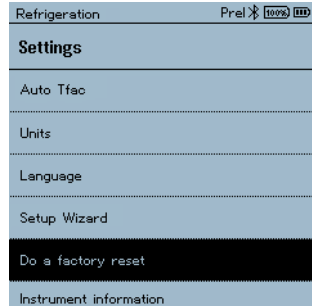 Refrigeration Prel 100%
Settings
Auto Tfac
Units
Language
Setup Wizard
Do a factory reset
Instrument information